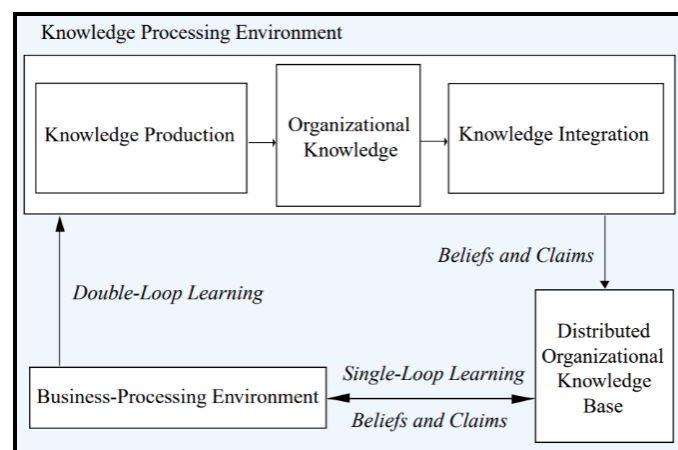 Knowledge Processing Environment
Knowledge Production
Organizational
Knowledge
Knowledge Integration
Beliefs and Claims
Double-Loop Learning
Distributed
Organizational
Knowledge
Base
Single-Loop Learning
Business-Processing Environment
Beliefs and Claims